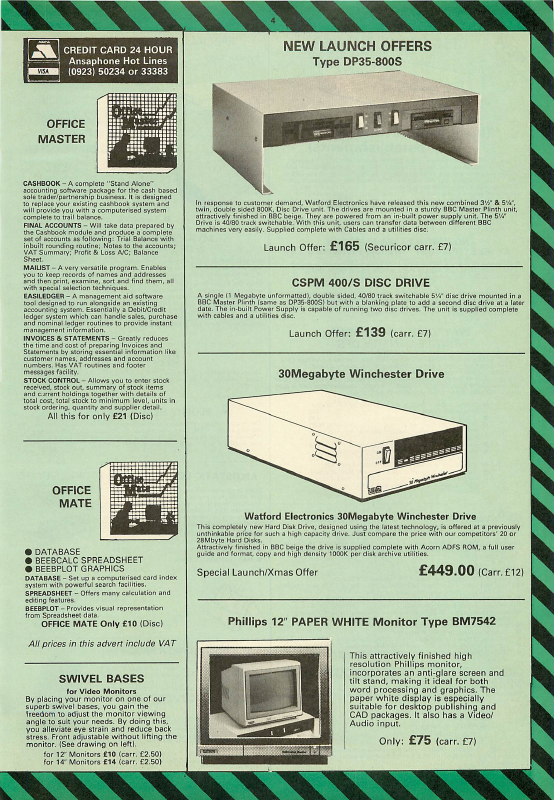 4
CREDIT CARD 24 HOUR
Ansaphone Hot Lines
(0923) 50234 or 33383
VISA
OFFICE
MASTER
Office
Master
CASHBOOK – A complete "Stand Alone"
accounting software package for the cash based
sole trader/partnership business. It is designed
to replace your existing cashbook system and
will provide you with a computerised system
complete to trail balance.
FINAL ACCOUNTS – Will take data prepared by
the Cashbook module and produce a complete
set of accounts as following: Trial Balance with
inbuilt rounding routine; Notes to the accounts;
VAT Summary; Profit & Loss A/C; Balance
Sheet.
MAILIST – A very versatile program. Enables
you to keep records of names and addresses
and then print, examine, sort and find them, all
with special selection techniques.
EASILEDGER – A management aid software
tool designed to run alongside an existing
accounting system. Essentially a Debit/Credit
ledger system which can handle sales, purchase
and nominal ledger routines to provide instant
management information.
INVOICES & STATEMENTS – Greatly reduces
the time and cost of preparing Invoices and
Statements by storing essential information like
customer names, addresses and account
numbers. Has VAT routines and footer
messages facility.
STOCK CONTROL – Allows you to enter stock
received, stock out, summary of stock items
and current holdings together with details of
total cost, total stock to minimum level, units in
stock ordering, quantity and supplier detail.
All this for only £21 (Disc)
OFFICE
MATE
Office
Mate
● DATABASE
● BEEBCALC SPREADSHEET
● BEEBPLOT GRAPHICS
DATABASE – Set up a computerised card index
system with powerful search facilities.
SPREADSHEET – Offers many calculation and
editing features.
BEEBPLOT – Provides visual representation
from Spreadsheet data.
OFFICE MATE Only £10 (Disc)
All prices in this advert include VAT
SWIVEL BASES
for Video Monitors
By placing your monitor on one of our
superb swivel bases, you gain the
freedom to adjust the monitor viewing
angle to suit your needs. By doing this,
you alleviate eye strain and reduce back
stress. Front adjustable without lifting the
monitor. (See drawing on left).
for 12" Monitors £10 (carr. £2.50)
for 14" Monitors £14 (carr. £2.50)
NEW LAUNCH OFFERS
Type DP35-800S
In response to customer demand, Watford Electronics have released this new combined 3½" & 5¼",
twin, double sided 800K, Disc Drive unit. The drives are mounted in a sturdy BBC Master Plinth unit,
attractively finished in BBC beige. They are powered from an in-built power supply unit. The 5¼"
Drive is 40/80 track switchable. With this unit, users can transfer data between different BBC
machines very easily. Supplied complete with Cables and a utilities disc.
Launch Offer: £165 (Securicor carr. £7)
CSPM 400/S DISC DRIVE
A single (1 Megabyte unformatted), double sided, 40/80 track switchable 5¼" disc drive mounted in a
BBC Master Plinth (same as DP35-800S) but with a blanking plate to add a second disc drive at a later
date. The in-built Power Supply is capable of running two disc drives. The unit is supplied complete
with cables and a utilities disc.
Launch Offer: £139 (carr. £7)
30Megabyte Winchester Drive
ON
OFF
30 Megabyte Winchester
Watford Electronics 30Megabyte Winchester Drive
This completely new Hard Disk Drive, designed using the latest technology, is offered at a previously
unthinkable price for such a high capacity drive. Just compare the price with our competitors' 20 or
28Mbyte Hard Disks.
Attractively finished in BBC beige the drive is supplied complete with Acorn ADFS ROM, a full user
guide and format, copy and high density 1000K per disk archive utilities.
Special Launch/Xmas Offer £449.00 (Carr. £12)
Phillips 12" PAPER WHITE Monitor Type BM7542
This attractively finished high
resolution Phillips monitor,
incorporates an anti-glare screen and
tilt stand, making it ideal for both
word processing and graphics. The
paper white display is especially
suitable for desktop publishing and
CAD packages. It also has a Video/
Audio input.
Only: £75 (carr. £7)